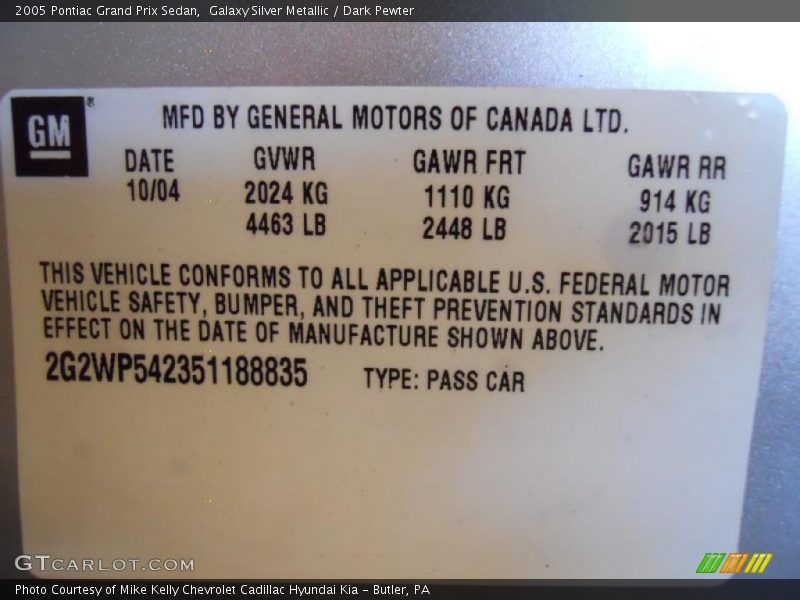 2005 Pontiac Grand Prix Sedan,  Galaxy Silver Metallic / Dark Pewter
GM ®
MFD BY GENERAL MOTORS OF CANADA LTD.
DATE GVWR GAWR FRT GAWR RR
10/04 2024 KG 1110 KG 914 KG
4463 LB 2448 LB 2015 LB
THIS VEHICLE CONFORMS TO ALL APPLICABLE U.S. FEDERAL MOTOR
VEHICLE SAFETY, BUMPER, AND THEFT PREVENTION STANDARDS IN
EFFECT ON THE DATE OF MANUFACTURE SHOWN ABOVE.
2G2WP542351188835 TYPE: PASS CAR
GTCARLOT.COM
Photo Courtesy of Mike Kelly Chevrolet Cadillac Hyundai Kia – Butler, PA